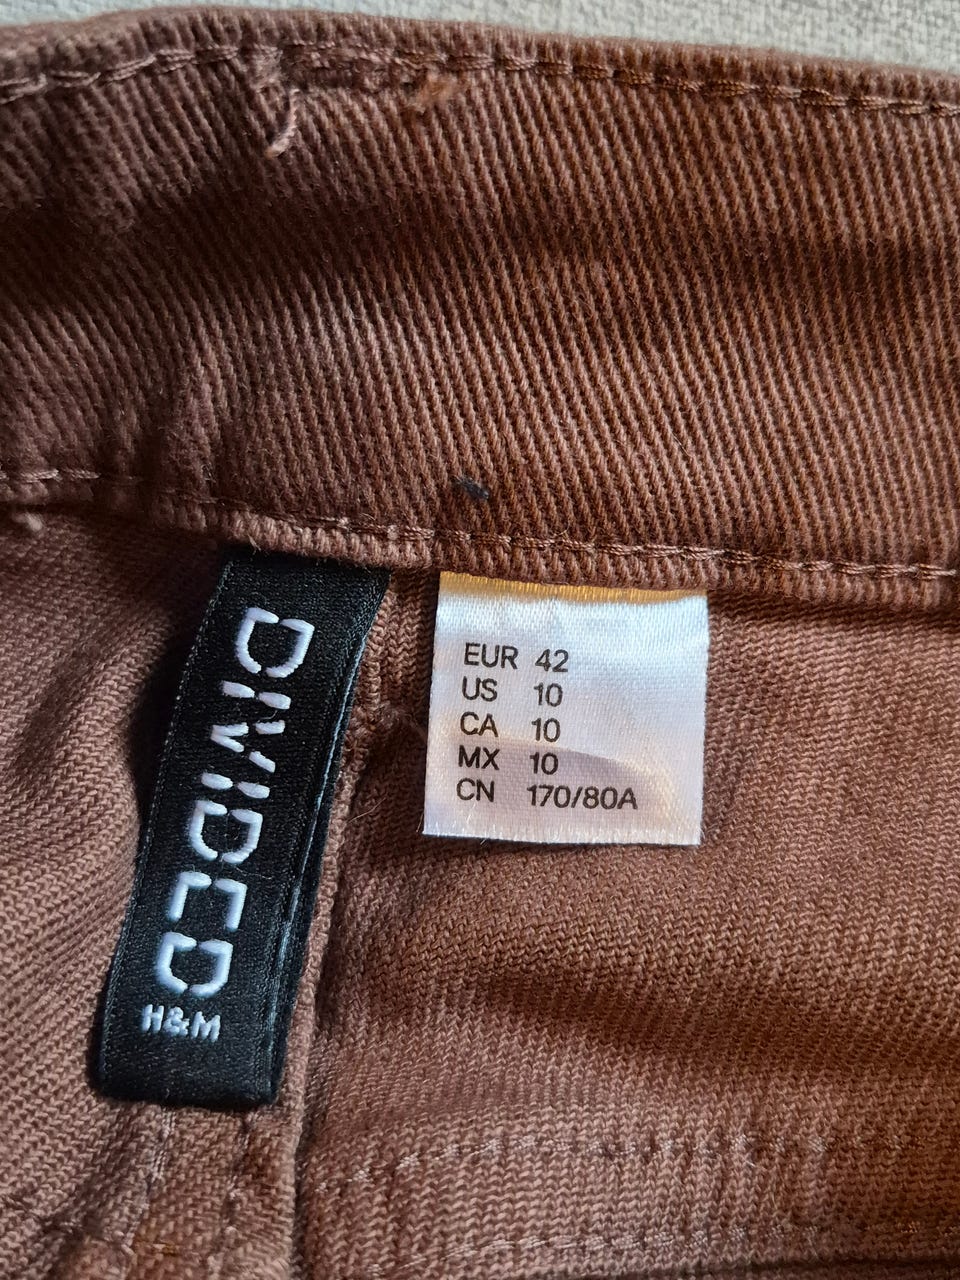 DIVIDED
H&M
EUR 42
US 10
CA 10
MX 10
CN 170/80A